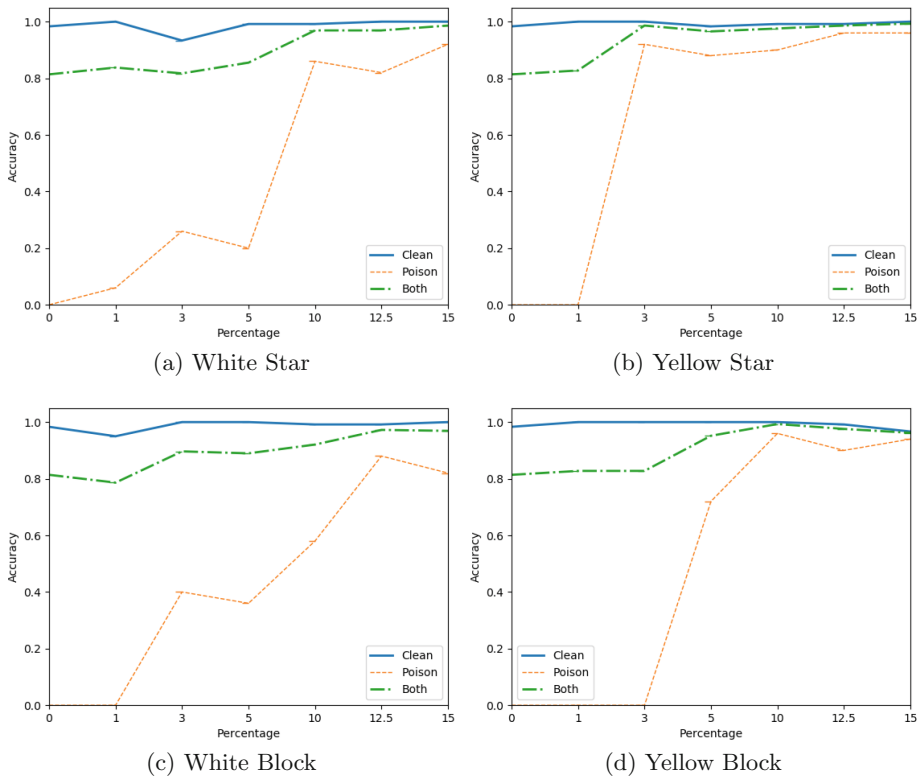 1.0
0.8
0.6
0.4
0.2
0.0
Accuracy
0 1 3 5 10 12.5 15
Percentage
Clean
Poison
Both
(a) White Star
1.0
0.8
0.6
0.4
0.2
0.0
Accuracy
0 1 3 5 10 12.5 15
Percentage
Clean
Poison
Both
(b) Yellow Star
1.0
0.8
0.6
0.4
0.2
0.0
Accuracy
0 1 3 5 10 12.5 15
Percentage
Clean
Poison
Both
(c) White Block
1.0
0.8
0.6
0.4
0.2
0.0
Accuracy
0 1 3 5 10 12.5 15
Percentage
Clean
Poison
Both
(d) Yellow Block